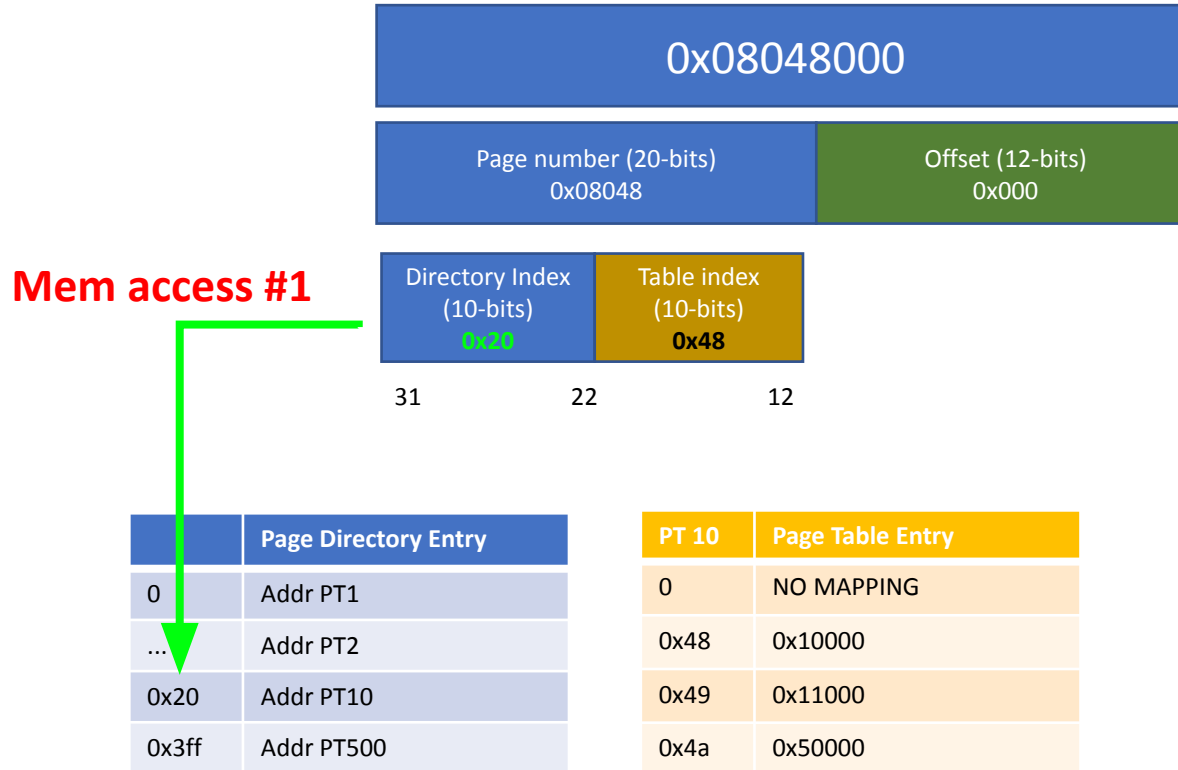 0x08048000
Page number (20-bits)
0x08048
Offset (12-bits)
0x000
Mem access #1
Directory Index
(10-bits)
0x20
Table index
(10-bits)
0x48
31 22 12
Page Directory Entry
0 Addr PT1
... Addr PT2
0x20 Addr PT10
0x3ff Addr PT500
PT 10 Page Table Entry
0 NO MAPPING
0x48 0x10000
0x49 0x11000
0x4a 0x50000